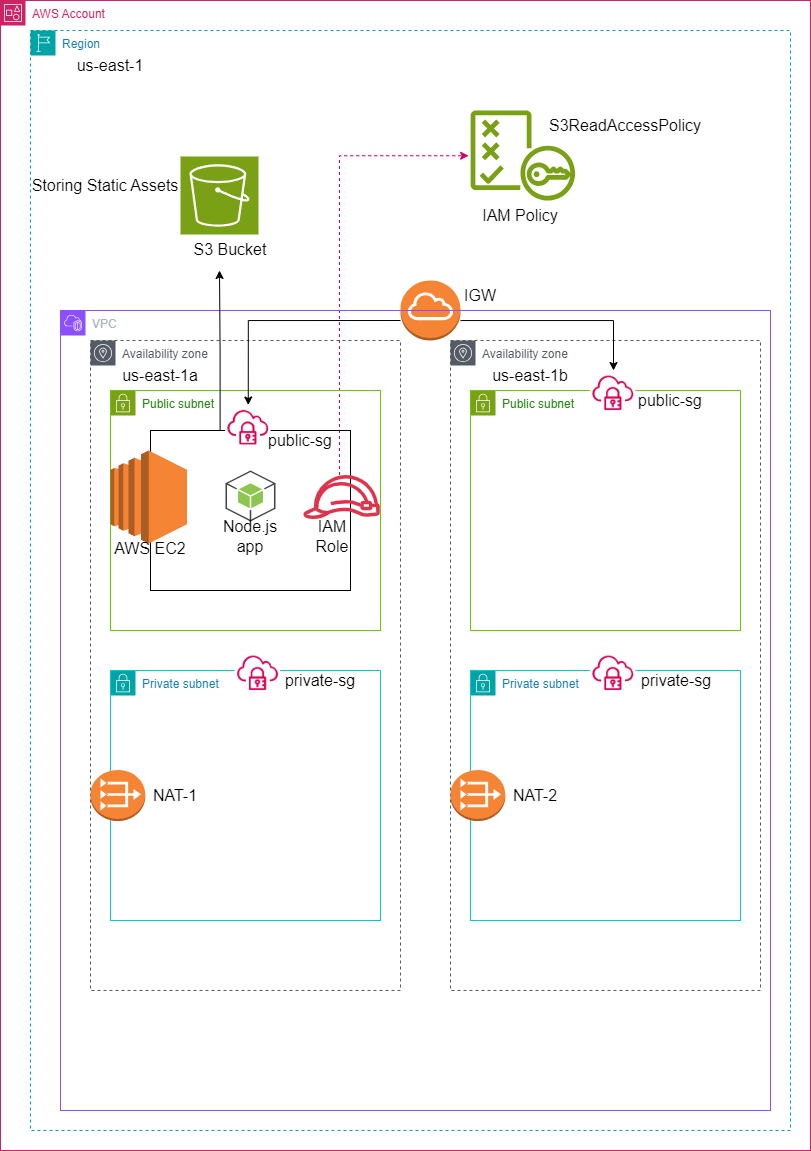 AWS Account
Region
us-east-1
S3ReadAccessPolicy
Storing Static Assets
IAM Policy
S3 Bucket
IGW
VPC
Availability zone
us-east-1a
Public subnet
public-sg
AWS EC2
Node.js
app
IAM
Role
Private subnet
private-sg
NAT-1
Availability zone
us-east-1b
Public subnet
public-sg
Private subnet
private-sg
NAT-2